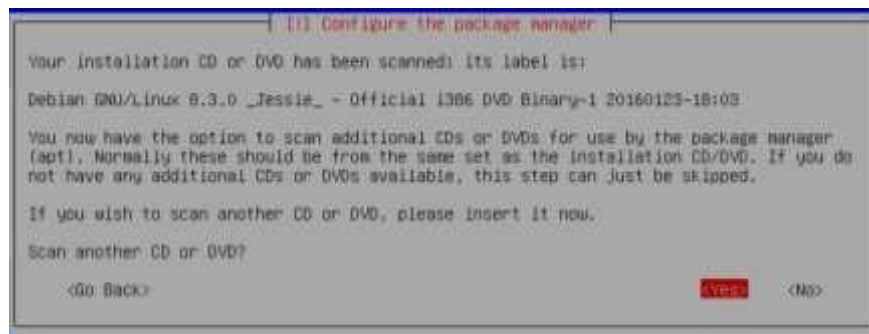 [!] Configure the package manager
Your installation CD or DVD has been scanned; its label is:
Debian GNU/Linux 8.3.0 _Jessie_ - Official i386 DVD Binary-1 20160123-18:03
You now have the option to scan additional CDs or DVDs for use by the package manager
(apt). Normally these should be from the same set as the installation CD/DVD. If you do
not have any additional CDs or DVDs available, this step can just be skipped.
If you wish to scan another CD or DVD, please insert it now.
Scan another CD or DVD?
<Go Back> <Yes> <No>